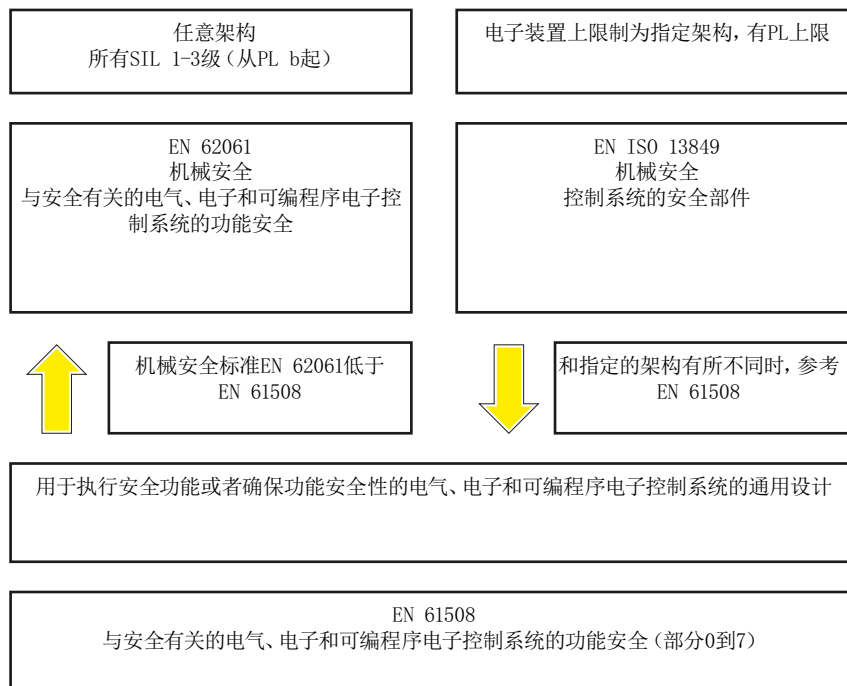 任意架构
所有SIL 1-3级（从PL b起）
电子装置上限制为指定架构，有PL上限
EN 62061
机械安全
与安全有关的电气、电子和可编程序电子控
制系统的功能安全
EN ISO 13849
机械安全
控制系统的安全部件
机械安全标准EN 62061低于
EN 61508
和指定的架构有所不同时，参考
EN 61508
用于执行安全功能或者确保功能安全性的电气、电子和可编程序电子控制系统的通用设计
EN 61508
与安全有关的电气、电子和可编程序电子控制系统的功能安全（部分0到7）